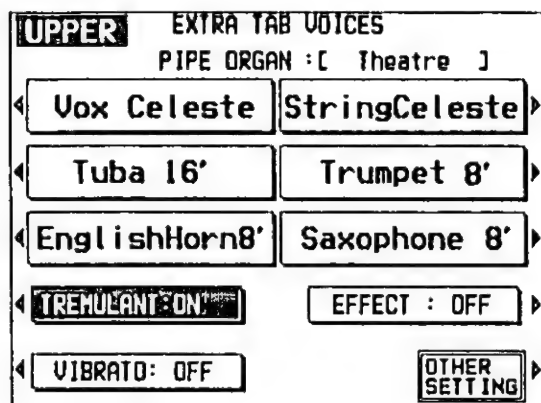 UPPER EXTRA TAB VOICES
PIPE ORGAN :[ Theatre ]
Vox Celeste StringCeleste
Tuba 16' Trumpet 8'
EnglishHorn8' Saxophone 8'
TREMULANT:ON EFFECT : OFF
VIBRATO: OFF OTHER SETTING